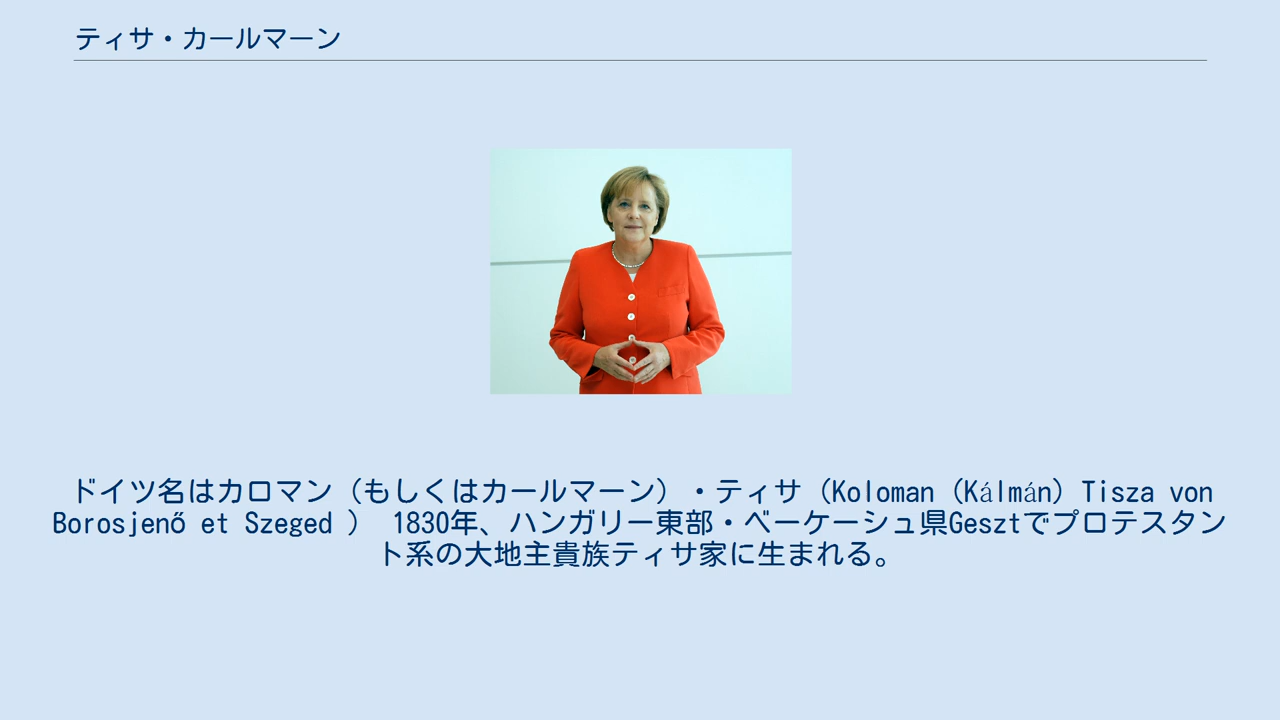 ティサ・カールマーン
ドイツ名はカロマン（もしくはカールマーン）・ティサ（Koloman（Kálmán）Tisza von
Borosjenő et Szeged ） 1830年、ハンガリー東部・ベーケーシュ県Gesztでプロテスタン
ト系の大地主貴族ティサ家に生まれる。